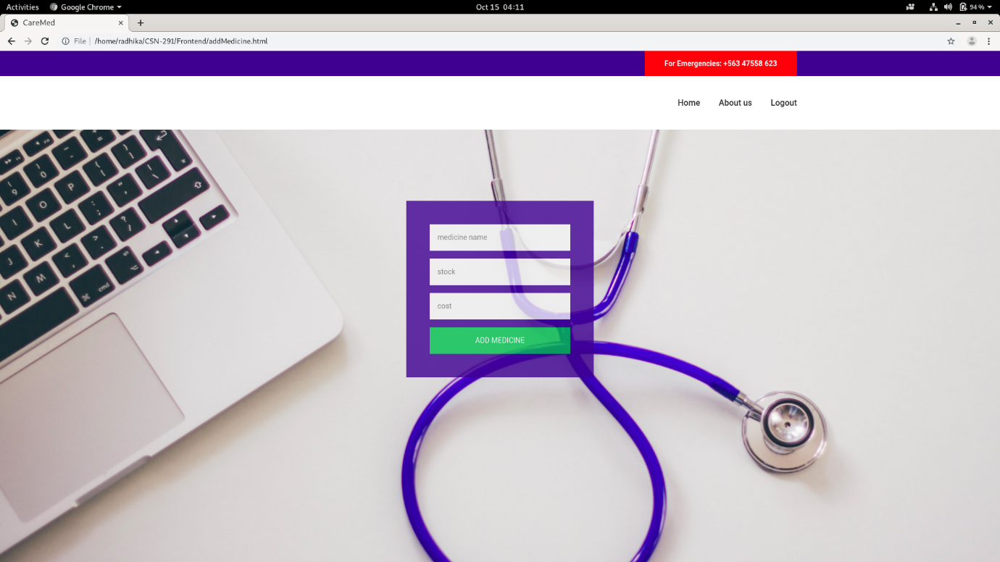 Activities Google Chrome Oct 15 04:11 94 %
CareMed
File /home/radhika/CSN-291/Frontend/addMedicine.html
For Emergencies: +563 47558 623
Home About us Logout
medicine name
stock
cost
ADD MEDICINE
O
P
I
L
J
K
M
N
cmd